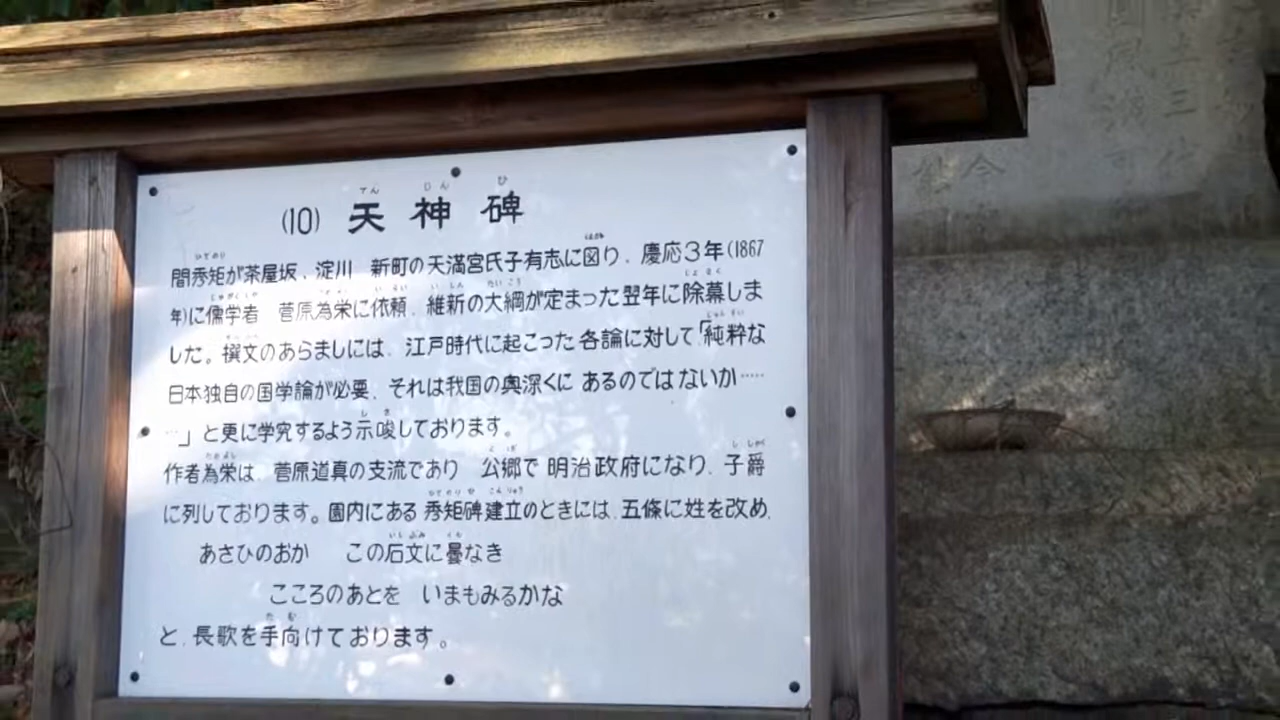 (10) 天神碑
間秀矩が茶屋坂、淀川 新町の天満宮氏子有志に図り、慶応3年(1867
年)に儒学者 菅原為栄に依頼、維新の大綱が定まった翌年に除幕しま
した。撰文のあらましには、江戸時代に起こった各論に対して「純粋な
日本独自の国学論が必要、それは我国の奥深くに あるのではないか……
…」と更に学究するよう示唆しております。
作者為栄は、菅原道真の支流であり 公郷で 明治政府になり、子爵
に列しております。園内にある 秀矩碑建立のときには、五條に姓を改め、
あさひのおか この石文に曇なき
こころのあとを いまもみるかな
と、長歌を手向けております。